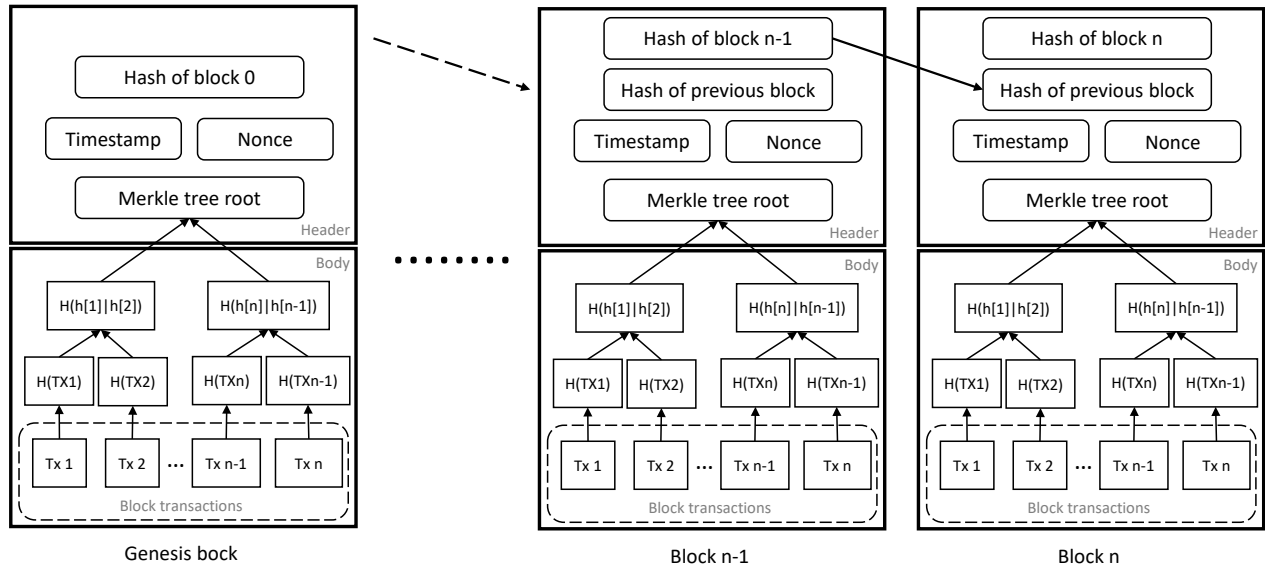 Hash of block 0
Timestamp
Nonce
Merkle tree root
Header
Body
H(h[1]|h[2])
H(h[n]|h[n-1])
H(TX1)
H(TX2)
H(TXn)
H(TXn-1)
Tx 1
Tx 2
...
Tx n-1
Tx n
Block transactions
Genesis bock
.........
Hash of block n-1
Hash of previous block
Timestamp
Nonce
Merkle tree root
Header
Body
H(h[1]|h[2])
H(h[n]|h[n-1])
H(TX1)
H(TX2)
H(TXn)
H(TXn-1)
Tx 1
Tx 2
...
Tx n-1
Tx n
Block transactions
Block n-1
Hash of block n
Hash of previous block
Timestamp
Nonce
Merkle tree root
Header
Body
H(h[1]|h[2])
H(h[n]|h[n-1])
H(TX1)
H(TX2)
H(TXn)
H(TXn-1)
Tx 1
Tx 2
...
Tx n-1
Tx n
Block transactions
Block n